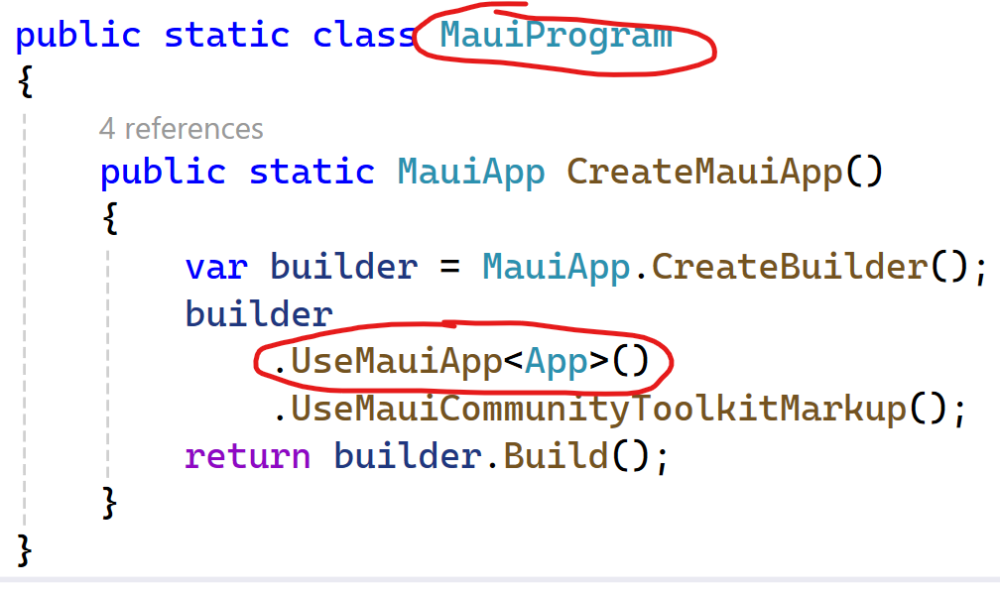 public static class MauiProgram
{
4 references
public static MauiApp CreateMauiApp()
{
var builder = MauiApp.CreateBuilder();
builder
.UseMauiApp<App>()
.UseMauiCommunityToolkitMarkup();
return builder.Build();
}
}